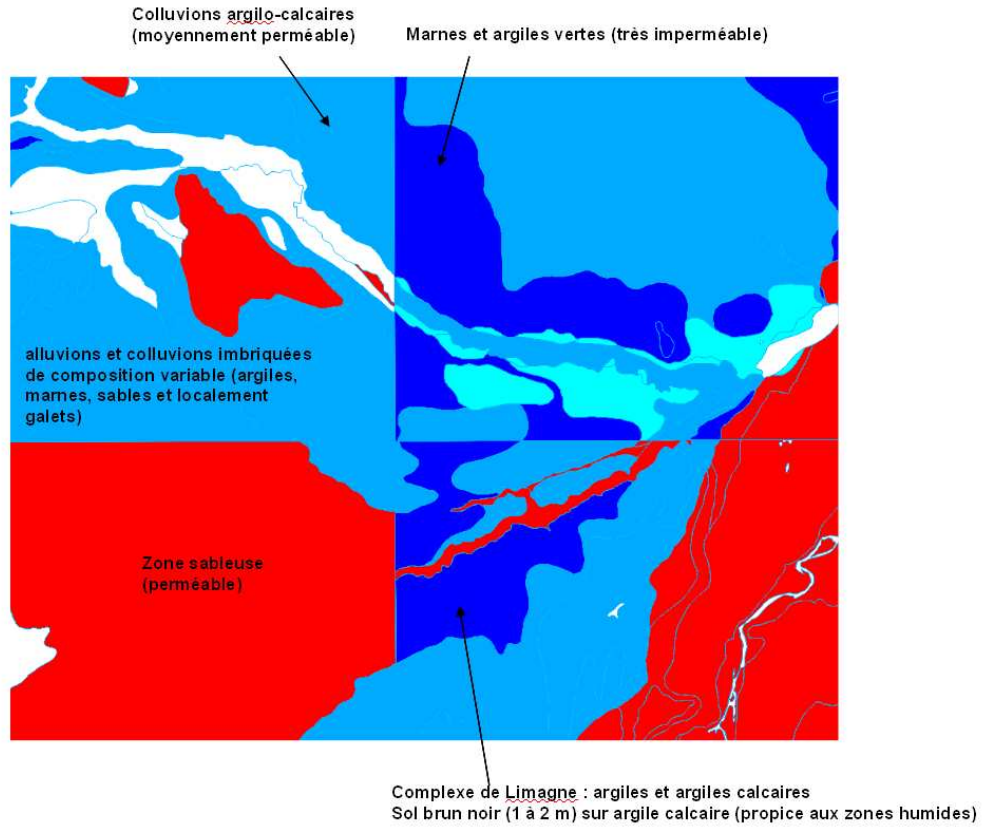 Colluvions argilo-calcaires
(moyennement perméable)
Marnes et argiles vertes (très imperméable)
alluvions et colluvions imbriquées
de composition variable (argiles,
marnes, sables et localement
galets)
Zone sableuse
(perméable)
Complexe de Limagne : argiles et argiles calcaires
Sol brun noir (1 à 2 m) sur argile calcaire (propice aux zones humides)